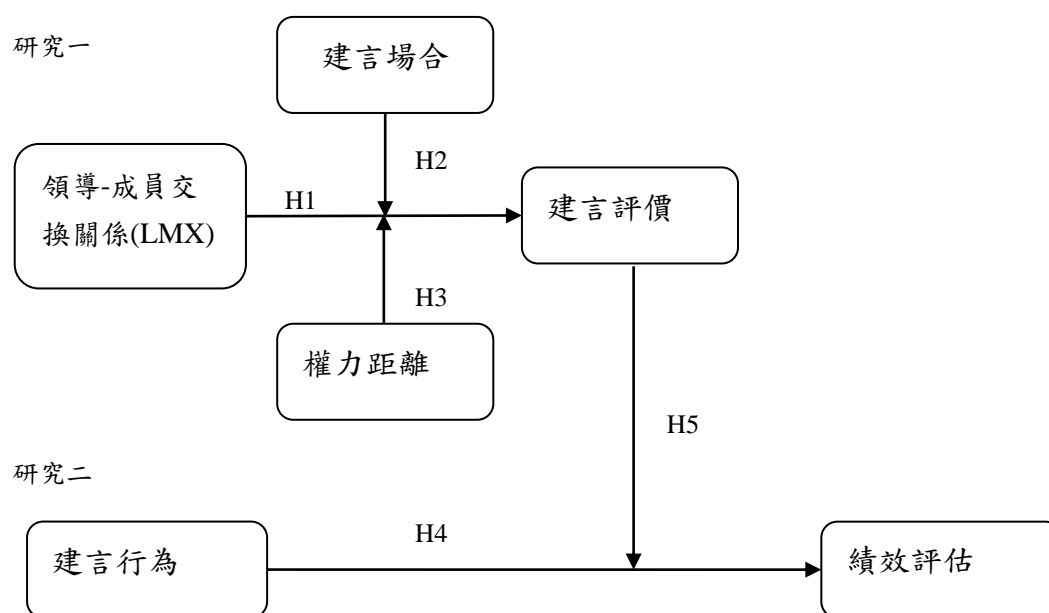 研究一
建言場合
H2
領導-成員交
換關係(LMX)
H1
建言評價
H3
權力距離
H5
研究二
H4
建言行為
績效評估